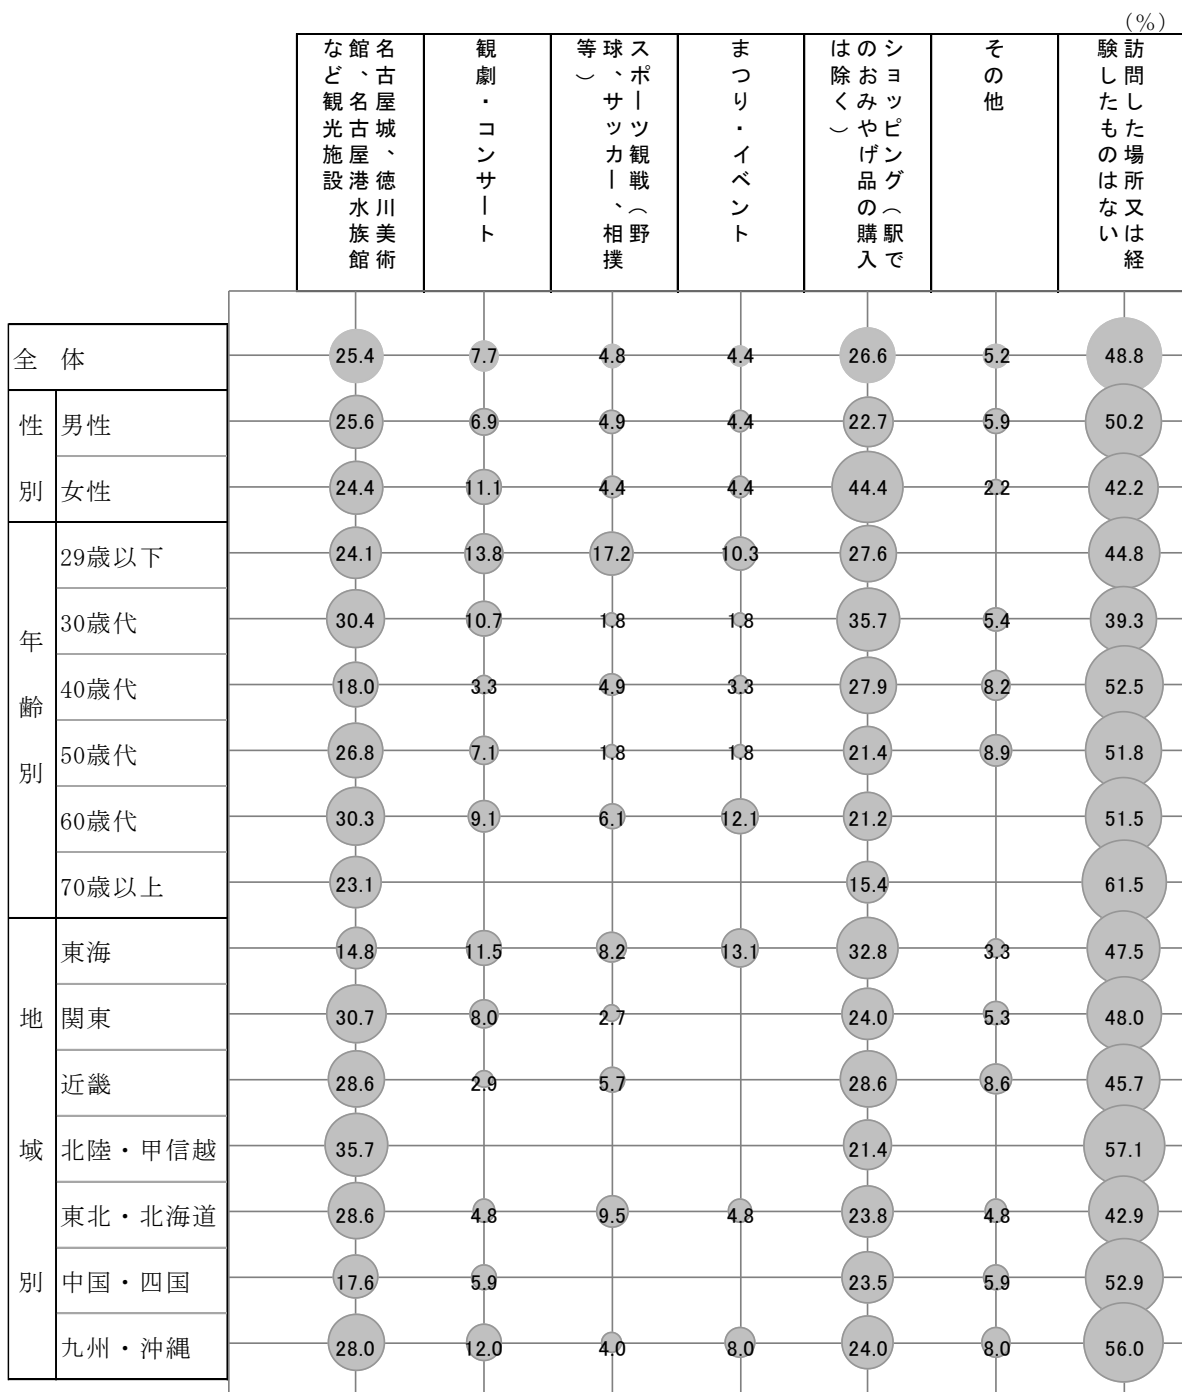 (%)
名古屋城、徳川美術
館、名古屋港水族館
など観光施設
観劇・コンサート
スポーツ観戦（野
球、サッカー、相撲
等）
まつり・イベント
ショッピング（駅で
のおみやげ品の購入
は除く）
その他
訪問した場所又は経
験したものはない
全 体 25.4 7.7 4.8 4.4 26.6 5.2 48.8
性別
男性 25.6 6.9 4.9 4.4 22.7 5.9 50.2
女性 24.4 11.1 4.4 4.4 44.4 2.2 42.2
年齢別
29歳以下 24.1 13.8 17.2 10.3 27.6 44.8
30歳代 30.4 10.7 1.8 1.8 35.7 5.4 39.3
40歳代 18.0 3.3 4.9 3.3 27.9 8.2 52.5
50歳代 26.8 7.1 1.8 1.8 21.4 8.9 51.8
60歳代 30.3 9.1 6.1 12.1 21.2 51.5
70歳以上 23.1 15.4 61.5
地域別
東海 14.8 11.5 8.2 13.1 32.8 3.3 47.5
関東 30.7 8.0 2.7 24.0 5.3 48.0
近畿 28.6 2.9 5.7 28.6 8.6 45.7
北陸・甲信越 35.7 21.4 57.1
東北・北海道 28.6 4.8 9.5 4.8 23.8 4.8 42.9
中国・四国 17.6 5.9 23.5 5.9 52.9
九州・沖縄 28.0 12.0 4.0 8.0 24.0 8.0 56.0